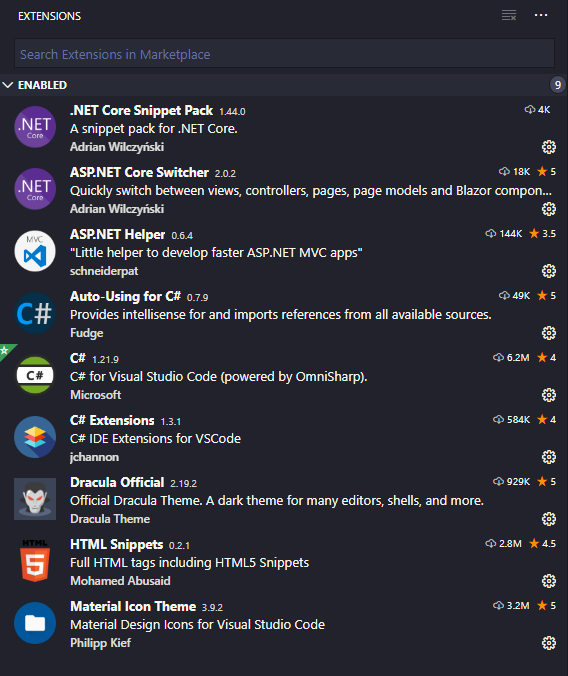 EXTENSIONS
Search Extensions in Marketplace
ENABLED 9
.NET Core Snippet Pack 1.44.0 4K
A snippet pack for .NET Core.
Adrian Wilczyński
ASP.NET Core Switcher 2.0.2 18K 5
Quickly switch between views, controllers, pages, page models and Blazor compon...
Adrian Wilczyński
ASP.NET Helper 0.6.4 144K 3.5
"Little helper to develop faster ASP.NET MVC apps"
schneiderpat
Auto-Using for C# 0.7.9 49K 5
Provides intellisense for and imports references from all available sources.
Fudge
C# 1.21.9 6.2M 4
C# for Visual Studio Code (powered by OmniSharp).
Microsoft
C# Extensions 1.3.1 584K 4
C# IDE Extensions for VSCode
jchannon
Dracula Official 2.19.2 929K 5
Official Dracula Theme. A dark theme for many editors, shells, and more.
Dracula Theme
HTML Snippets 0.2.1 2.8M 4.5
Full HTML tags including HTML5 Snippets
Mohamed Abusaid
Material Icon Theme 3.9.2 3.2M 5
Material Design Icons for Visual Studio Code
Philipp Kief
.NET
Core
.NET
Core
MVC
C#
C#
HTML
5